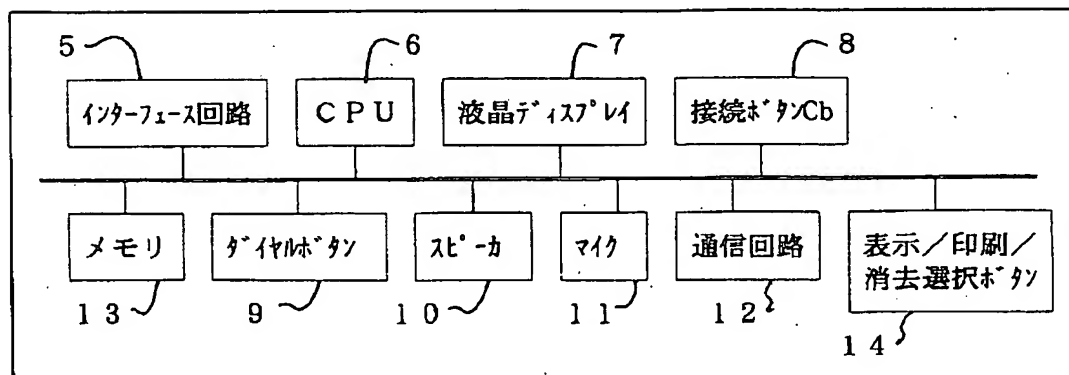 5 6 7 8
インターフェース回路 CPU 液晶ディスプレイ 接続ボタンCb
メモリ ダイヤルボタン スピーカ マイク 通信回路 表示/印刷/
消去選択ボタン
13 9 10 11 12
14